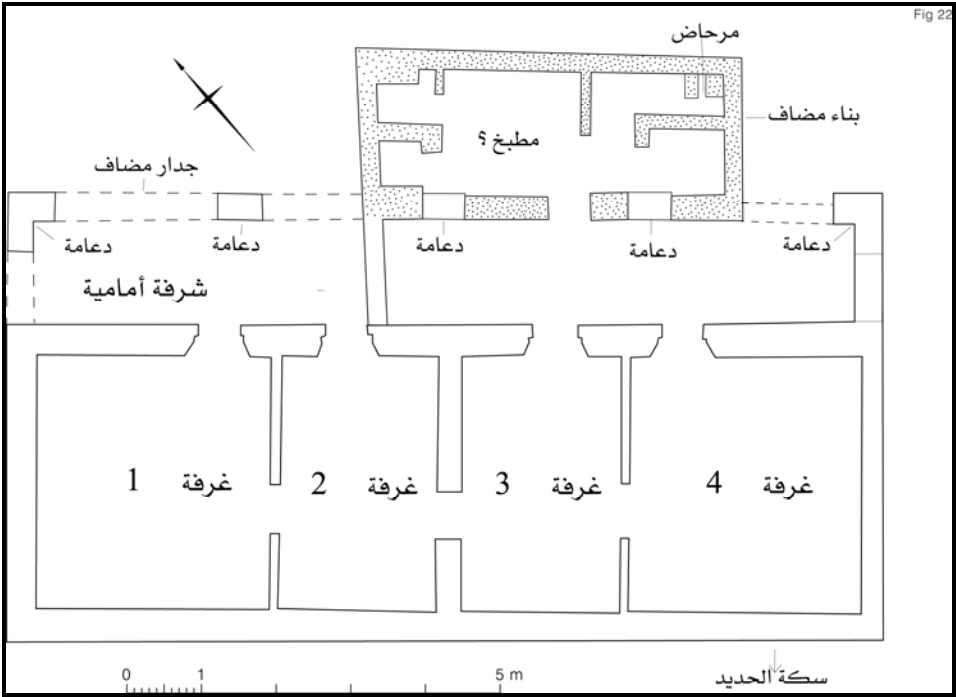 Fig 22
مرحاض
بناء مضاف
مطبخ ؟
جدار مضاف
دعامة
دعامة
دعامة
دعامة
دعامة
شرفة أمامية
غرفة 1
غرفة 2
غرفة 3
غرفة 4
0 1 5 m
سكة الحديد